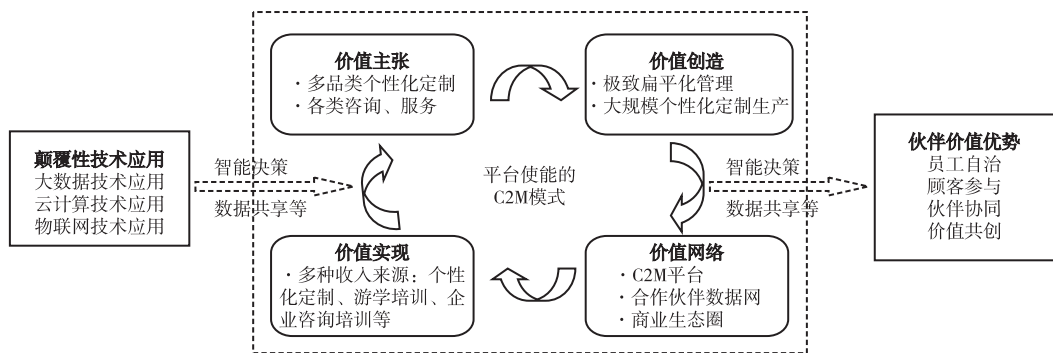 颠覆性技术应用
大数据技术应用
云计算技术应用
物联网技术应用
智能决策
数据共享等
价值主张
·多品类个性化定制
·各类咨询、服务
价值创造
·极致扁平化管理
·大规模个性化定制生产
平台使能的
C2M模式
价值实现
·多种收入来源：个性
化定制、游学培训、企
业咨询培训等
价值网络
·C2M平台
·合作伙伴数据网
·商业生态圈
智能决策
数据共享等
伙伴价值优势
员工自治
顾客参与
伙伴协同
价值共创